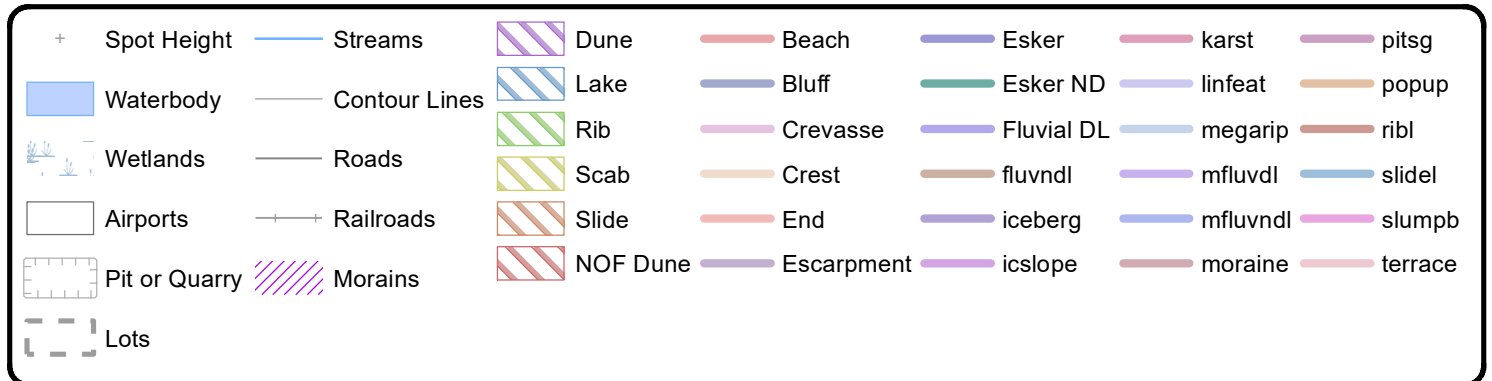 Spot Height
Waterbody
Wetlands
Airports
Pit or Quarry
Lots
Streams
Contour Lines
Roads
Railroads
Morains
Dune
Lake
Rib
Scab
Slide
NOF Dune
Beach
Bluff
Crevasse
Crest
End
Escarpment
Esker
Esker ND
Fluvial DL
fluvndl
iceberg
icslope
karst
linfeat
megarip
mfluvdl
mfluvndl
moraine
pitsg
popup
ribl
slidel
slumpb
terrace